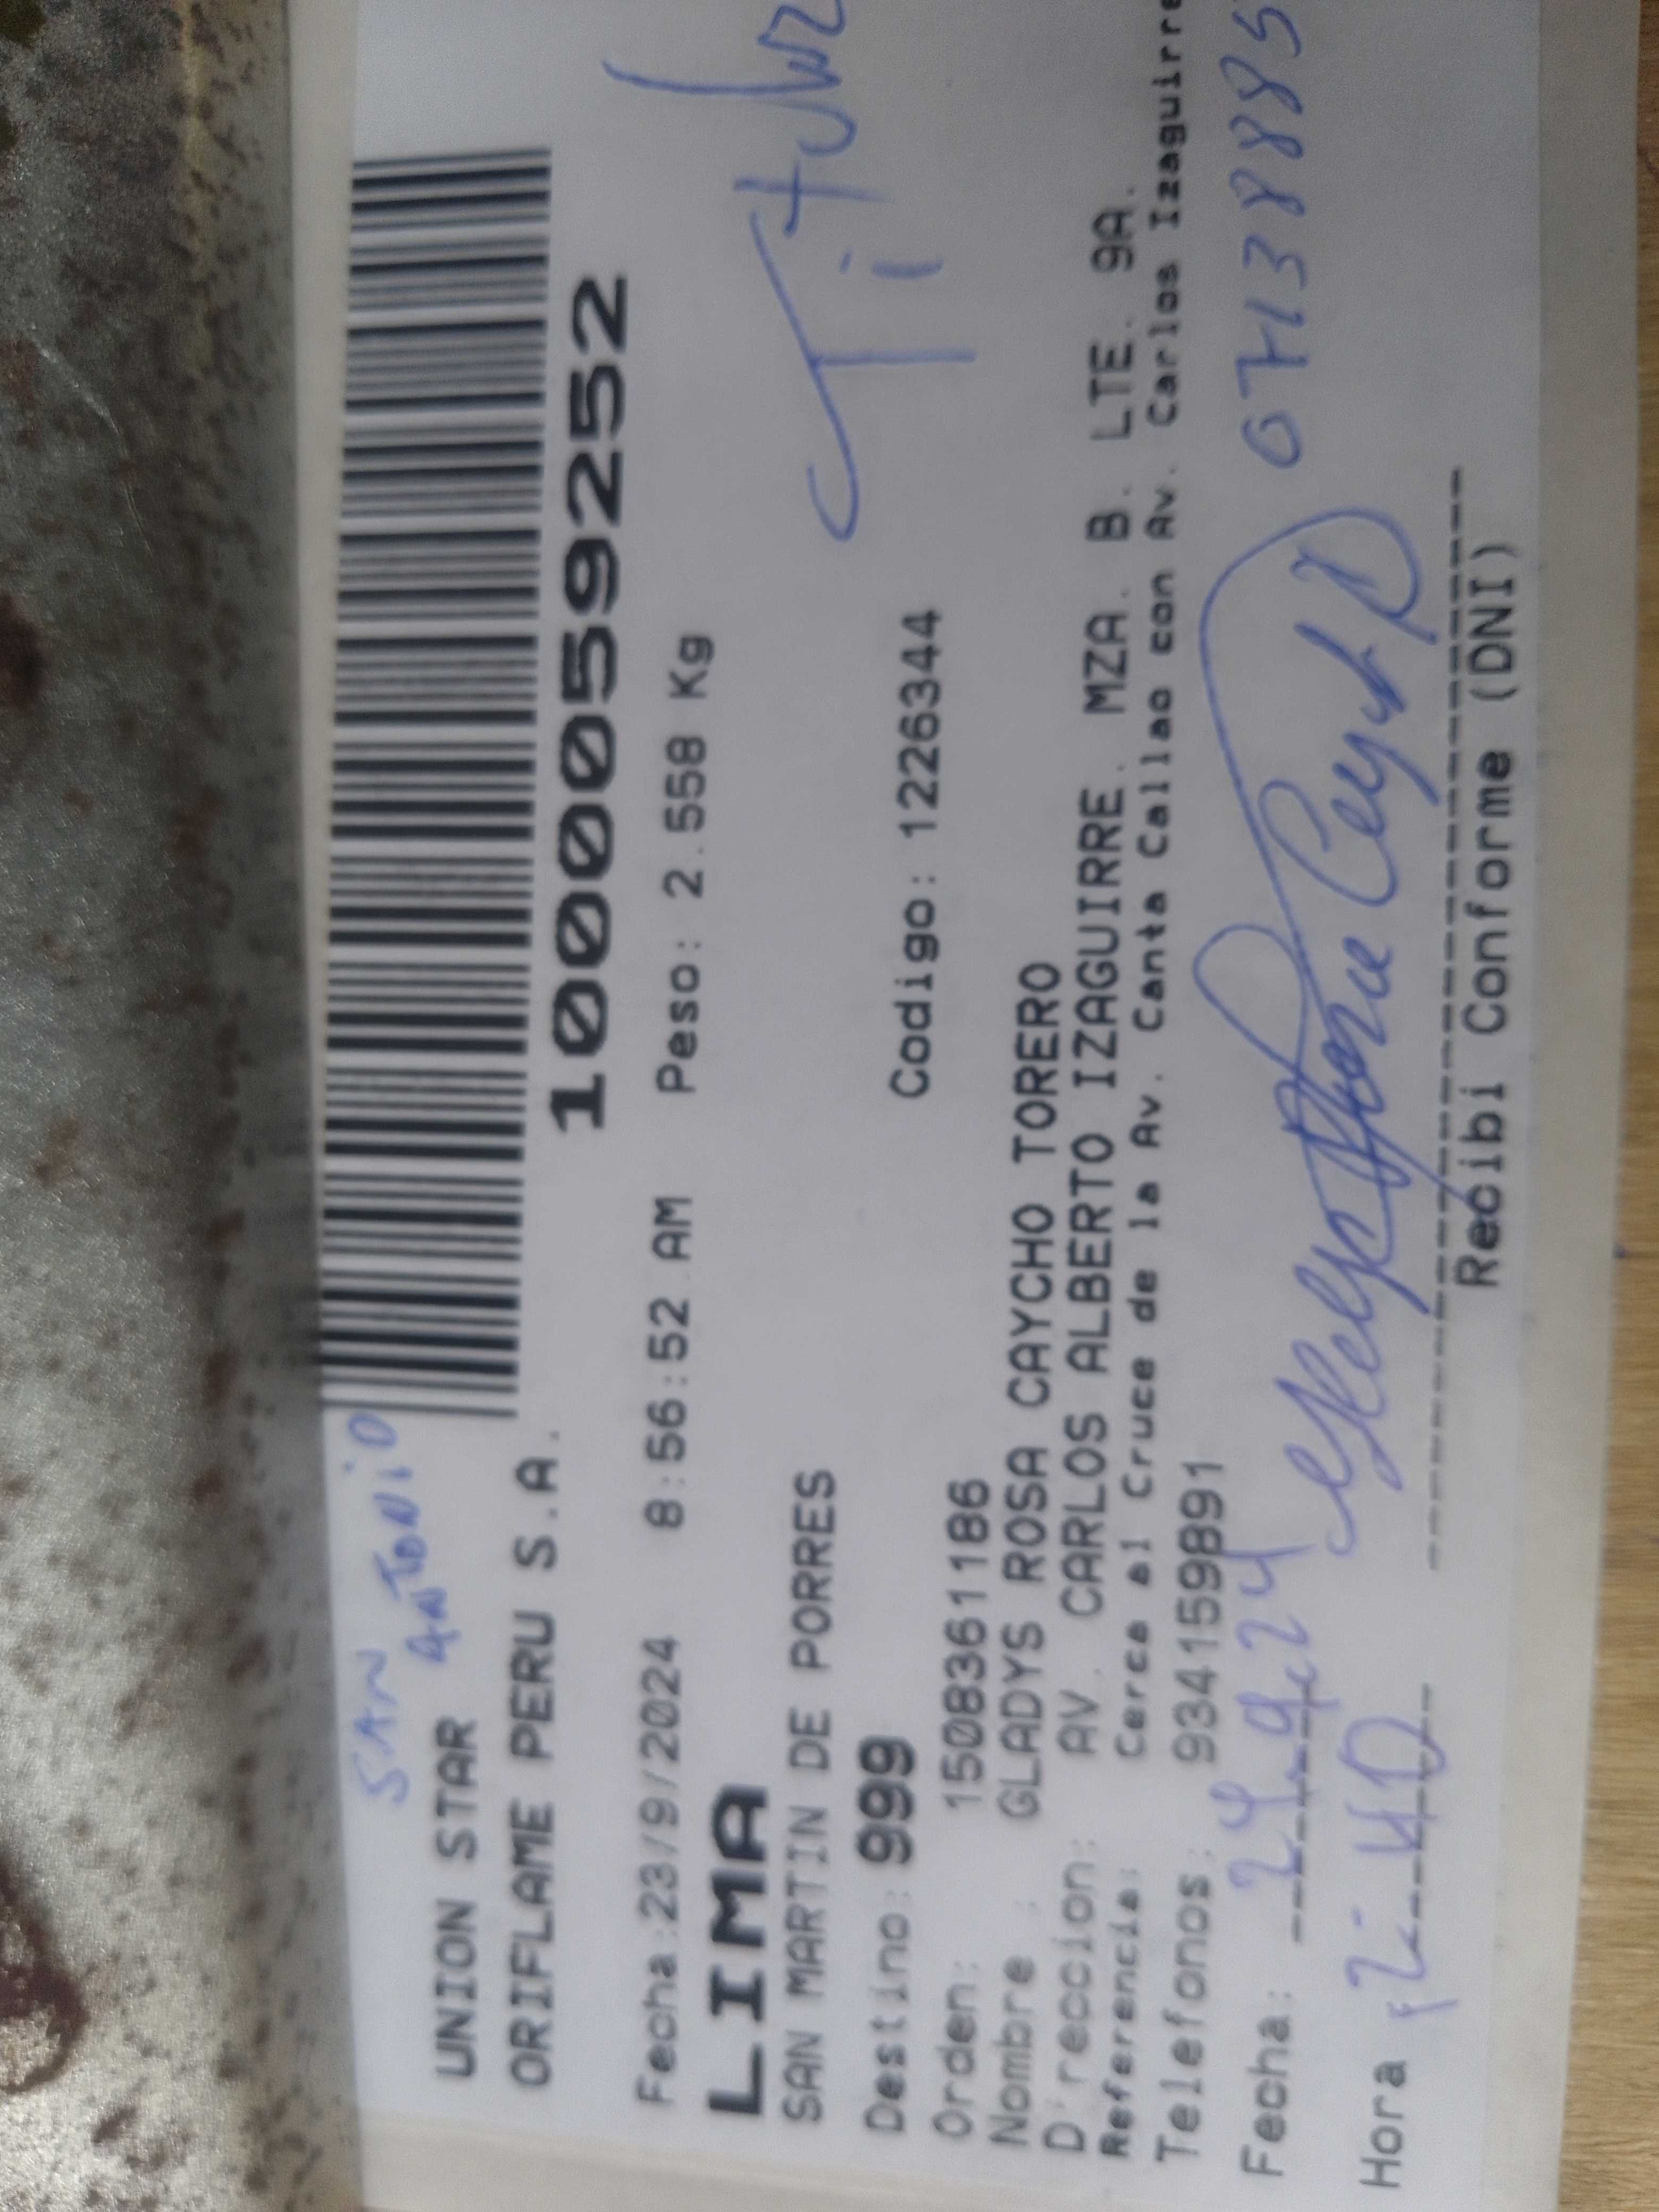 SAN
ANTONIO
UNION STAR
ORIFLAME PERU S.A.
1000059252
Fecha:23/9/2024 8:56:52 AM Peso: 2.558 Kg
LIMA
SAN MARTIN DE PORRES
Titular
Destino: 999 Codigo: 1226344
Orden: 1508361186
Nombre : GLADYS ROSA CAYCHO TORERO
Direccion: AV. CARLOS ALBERTO IZAGUIRRE. MZA. B. LTE. 9A.
Referencia: Cerca al Cruce de la Av. Canta Callao con Av. Carlos Izaguirre
Telefonos: 934159891
Fecha: 24-9-24
Hora 12:40
Recibi Conforme (DNI)